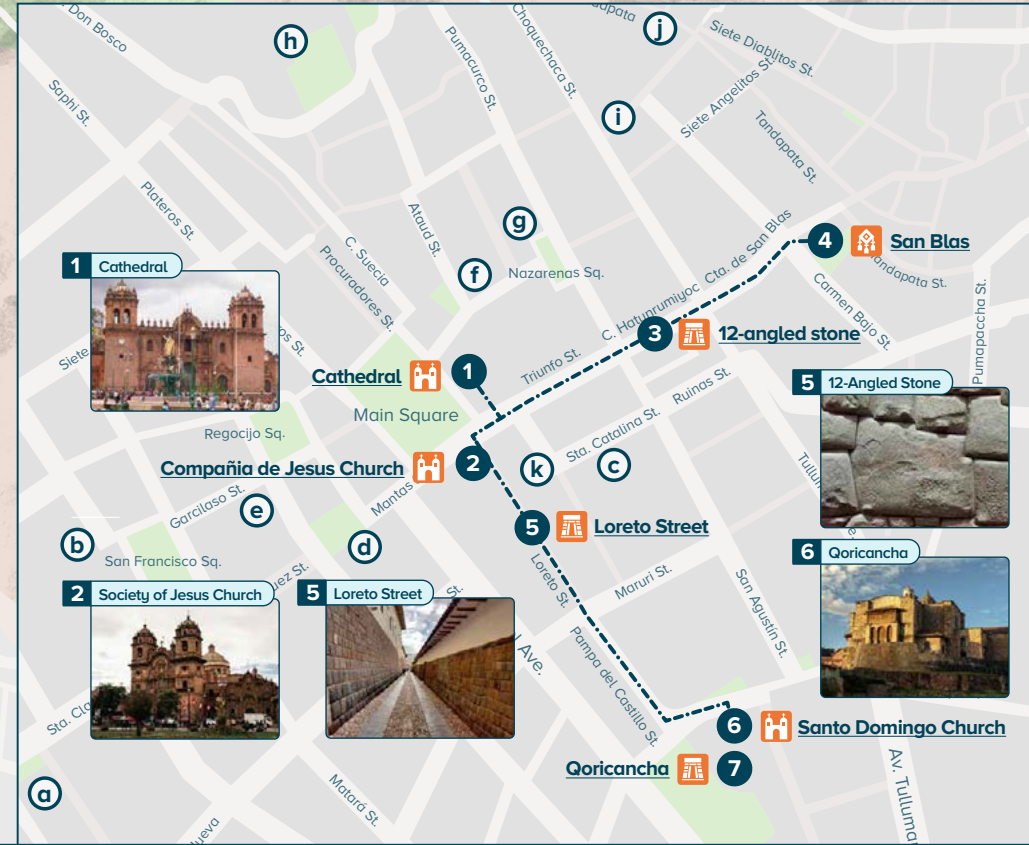 Don Bosco
h
j
Siete Diablitos St.
Choquechaca St.
Pumacurco St.
Saphi St.
Siete Angelitos St.
i
Tandapata St.
Plateros St.
Ataud St.
g
C. Suecia
Procuradores St.
f
Nazarenas Sq.
Cta. de San Blas
4
San Blas
Tandapata St.
1 Cathedral
C. Hatunrumiyoc
Carmen Bajo St.
Pumapaccha St.
3
12-angled stone
Siete
Cathedral
1
Triunfo St.
Main Square
Ruinas St.
5 12-Angled Stone
Regocijo Sq.
Sta. Catalina St.
Compañia de Jesus Church
2
k
c
Mantas
Garcilaso St.
e
5
Loreto Street
b
San Francisco Sq.
d
6 Qoricancha
2 Society of Jesus Church
5 Loreto Street
Loreto St.
Maruri St.
San Agustín St.
Pampa del Castillo St.
Ave.
6
Santo Domingo Church
Qoricancha
7
a
Matará St.
Av. Tulluma